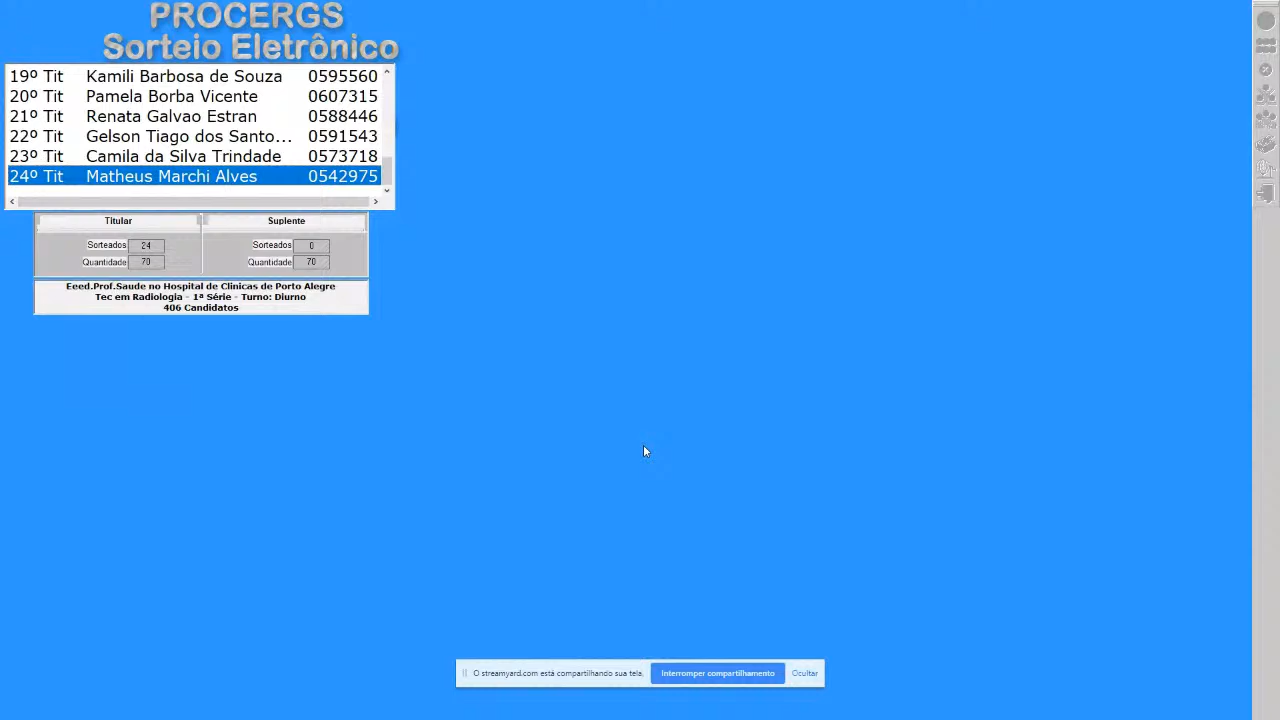 PROCERGS
Sorteio Eletrônico
19º Tit Kamili Barbosa de Souza 0595560
20º Tit Pamela Borba Vicente 0607315
21º Tit Renata Galvao Estran 0588446
22º Tit Gelson Tiago dos Santo... 0591543
23º Tit Camila da Silva Trindade 0573718
24º Tit Matheus Marchi Alves 0542975
Titular Suplente
Sorteados 24 Sorteados 0
Quantidade 70 Quantidade 70
Eeed.Prof.Saude no Hospital de Clinicas de Porto Alegre
Tec em Radiologia - 1ª Série - Turno: Diurno
406 Candidatos
O streamyard.com está compartilhando sua tela. Interromper compartilhamento Ocultar